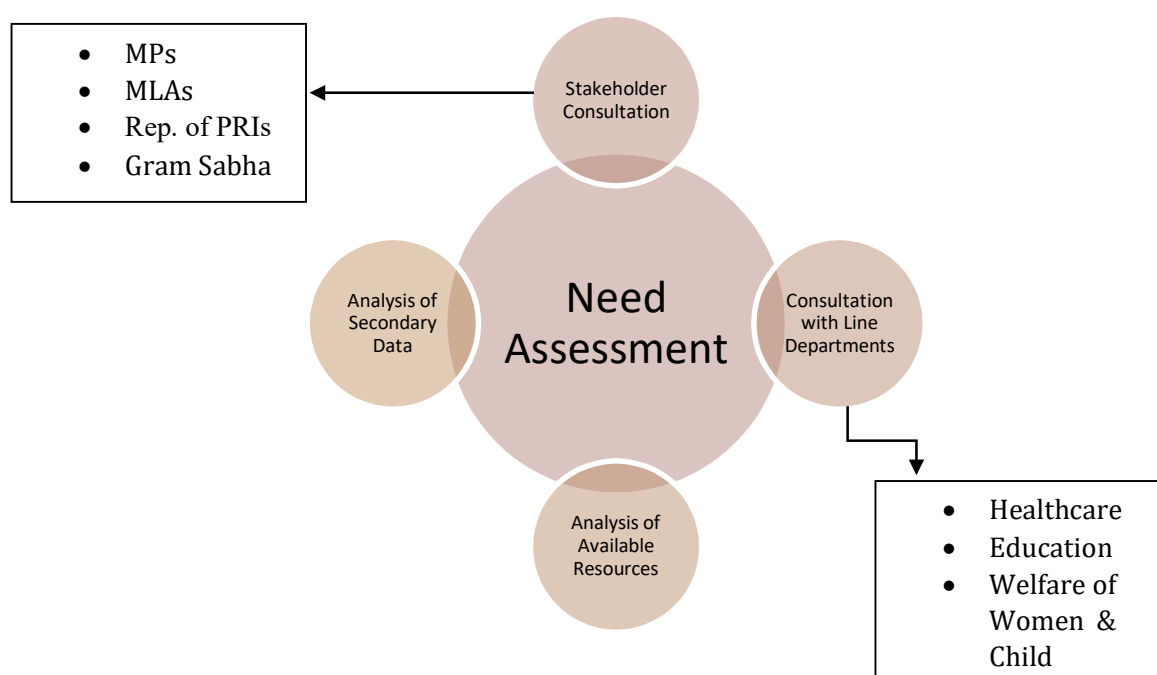 • MPs
• MLAs
• Rep. of PRIs
• Gram Sabha
Stakeholder
Consultation
Analysis of
Secondary
Data
Need
Assessment
Consultation
with Line
Departments
Analysis of
Available
Resources
• Healthcare
• Education
• Welfare of
Women & 
Child